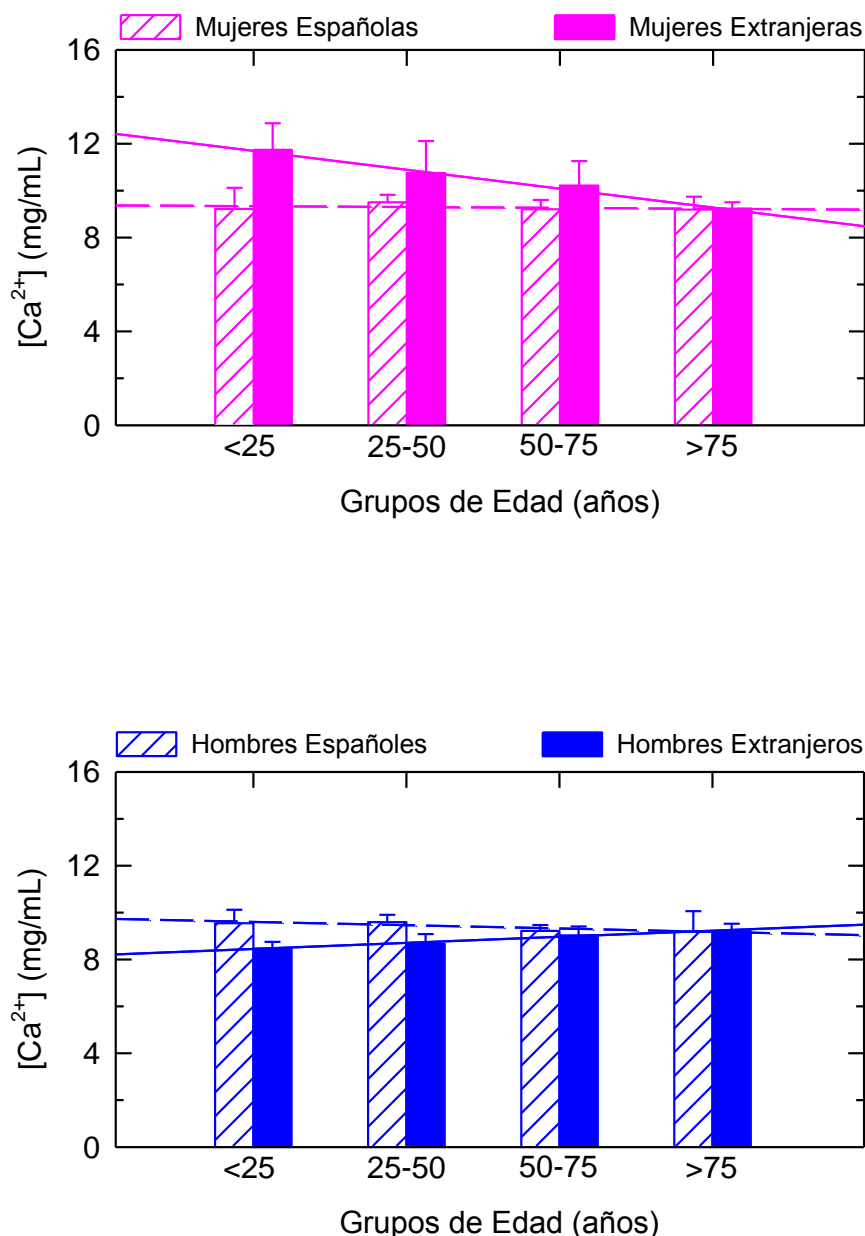 Mujeres Españolas Mujeres Extranjeras
16
12
8
4
0
[Ca²⁺] (mg/mL)
<25 25-50 50-75 >75
Grupos de Edad (años)
Hombres Españoles Hombres Extranjeros
16
12
8
4
0
[Ca²⁺] (mg/mL)
<25 25-50 50-75 >75
Grupos de Edad (años)